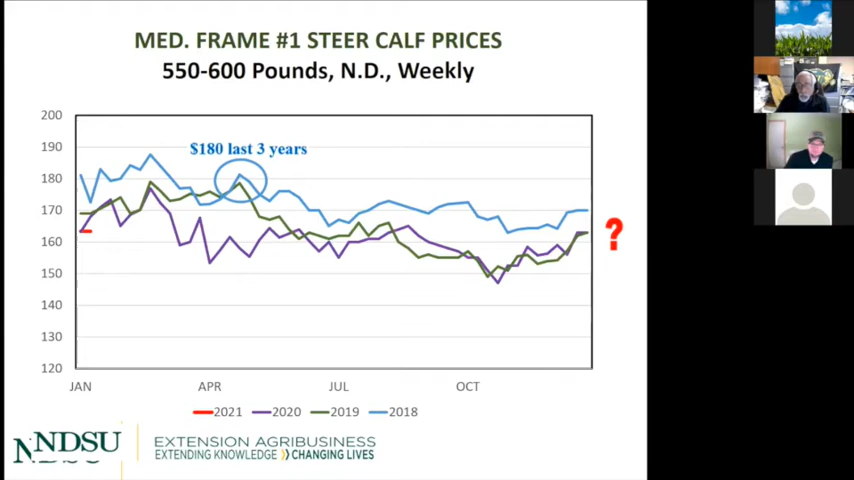 MED. FRAME #1 STEER CALF PRICES
550-600 Pounds, N.D., Weekly
200
190
180
170
160
150
140
130
120
$180 last 3 years
?
JAN
APR
JUL
OCT
2021
2020
2019
2018
NDSU
NDSU
EXTENSION AGRIBUSINESS
EXTENDING KNOWLEDGE CHANGING LIVES